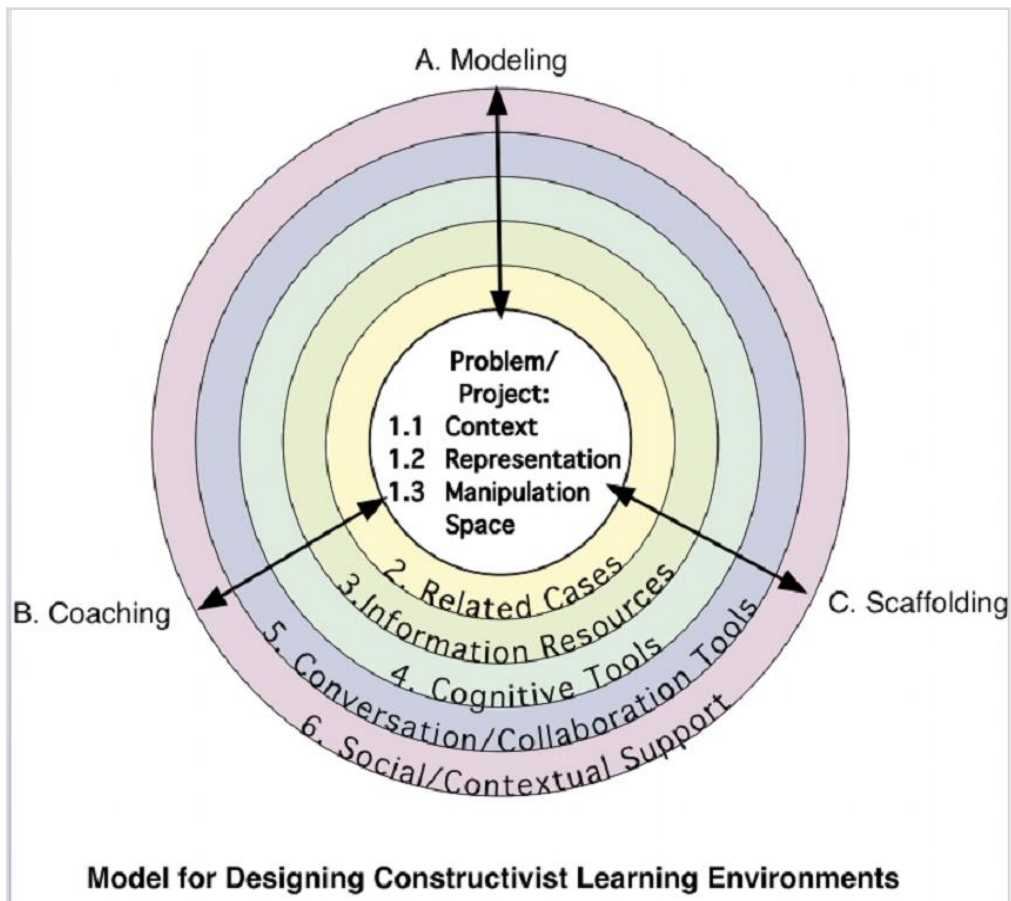 A. Modeling
Problem/
Project:
1.1 Context
1.2 Representation
1.3 Manipulation
Space
2. Related Cases
3.Information Resources
4. Cognitive Tools
5. Conversation/Collaboration Tools
6. Social/Contextual Support
B. Coaching
C. Scaffolding
Model for Designing Constructivist Learning Environments